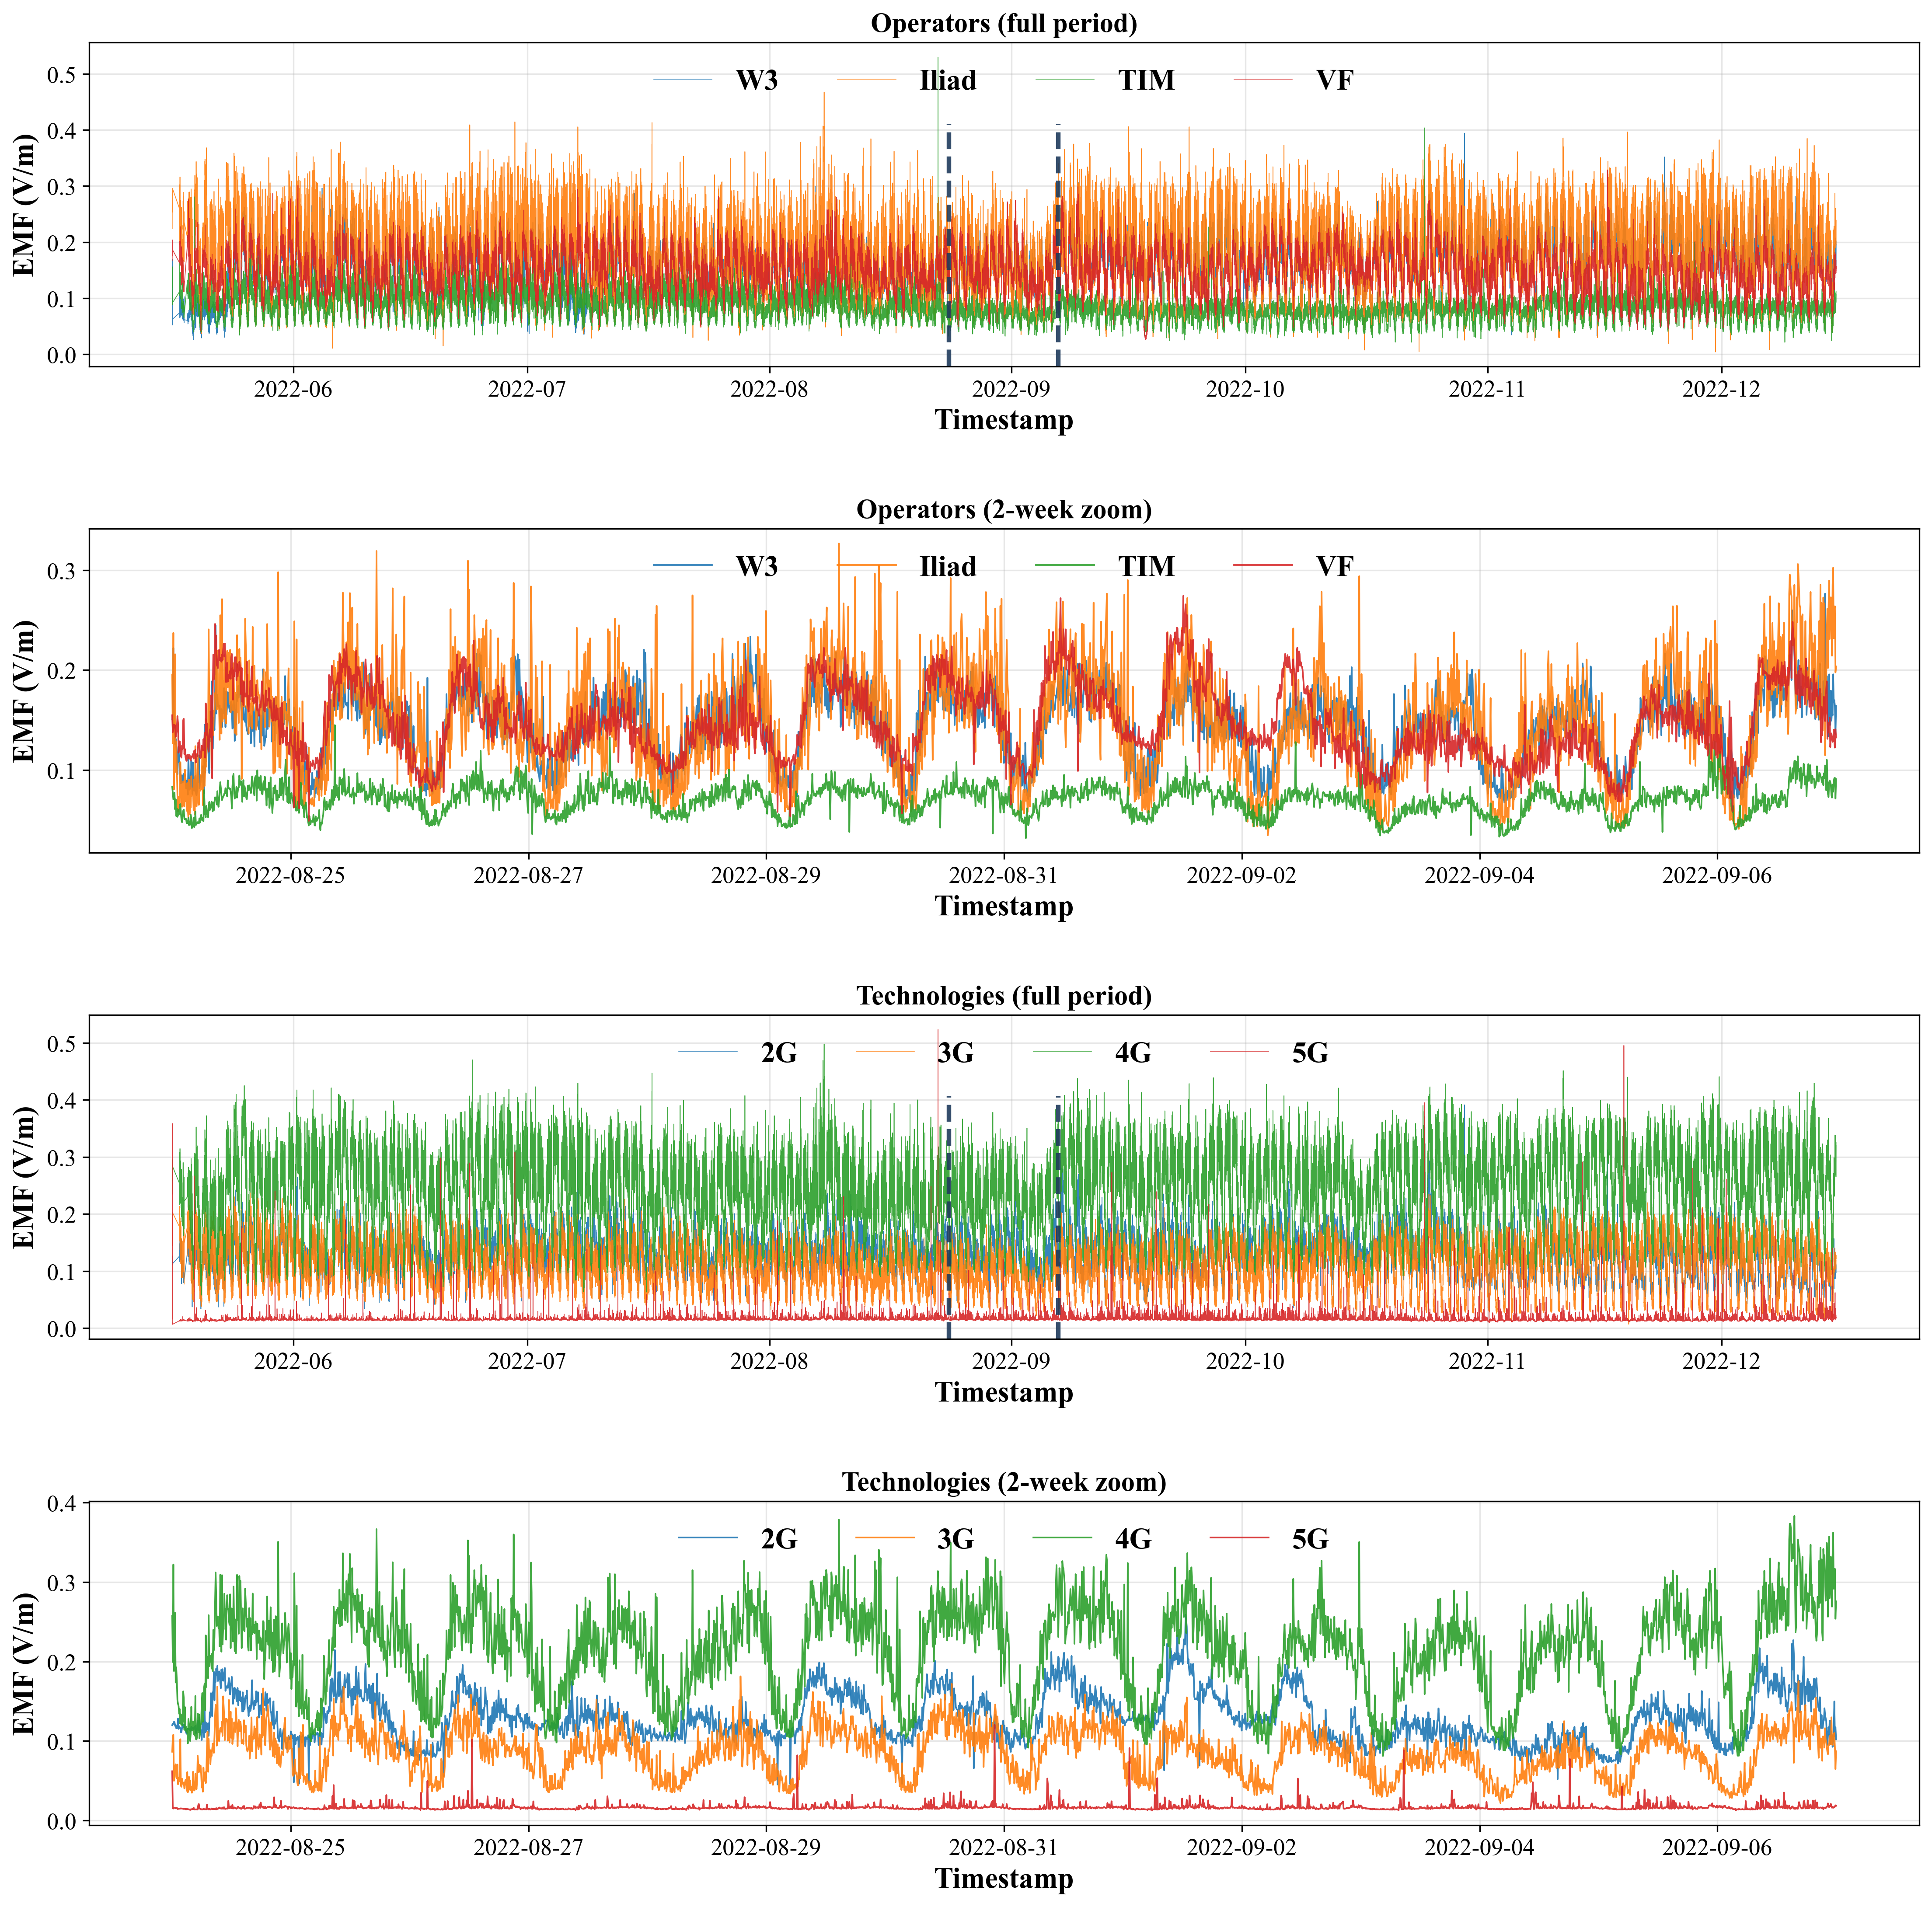 Operators (full period)
W3 Iliad TIM VF
EMF (V/m)
0.5
0.4
0.3
0.2
0.1
0.0
2022-06 2022-07 2022-08 2022-09 2022-10 2022-11 2022-12
Timestamp
Operators (2-week zoom)
W3 Iliad TIM VF
EMF (V/m)
0.3
0.2
0.1
2022-08-25 2022-08-27 2022-08-29 2022-08-31 2022-09-02 2022-09-04 2022-09-06
Timestamp
Technologies (full period)
2G 3G 4G 5G
EMF (V/m)
0.5
0.4
0.3
0.2
0.1
0.0
2022-06 2022-07 2022-08 2022-09 2022-10 2022-11 2022-12
Timestamp
Technologies (2-week zoom)
2G 3G 4G 5G
EMF (V/m)
0.4
0.3
0.2
0.1
0.0
2022-08-25 2022-08-27 2022-08-29 2022-08-31 2022-09-02 2022-09-04 2022-09-06
Timestamp